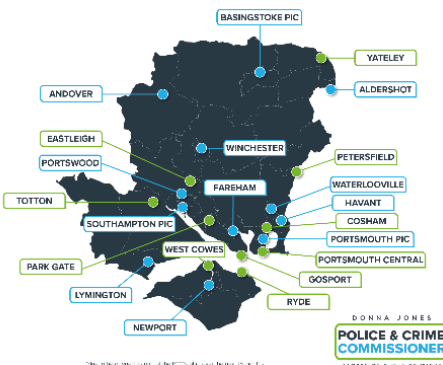 BASINGSTOKE PIC
YATELEY
ANDOVER
ALDERSHOT
EASTLEIGH
WINCHESTER
PETERSFIELD
PORTSWOOD
FAREHAM
WATERLOOVILLE
TOTTON
HAVANT
SOUTHAMPTON PIC
COSHAM
PORTSMOUTH PIC
WEST COWES
PARK GATE
PORTSMOUTH CENTRAL
GOSPORT
LYMINGTON
RYDE
NEWPORT
DONNA JONES
POLICE & CRIME
COMMISSIONER